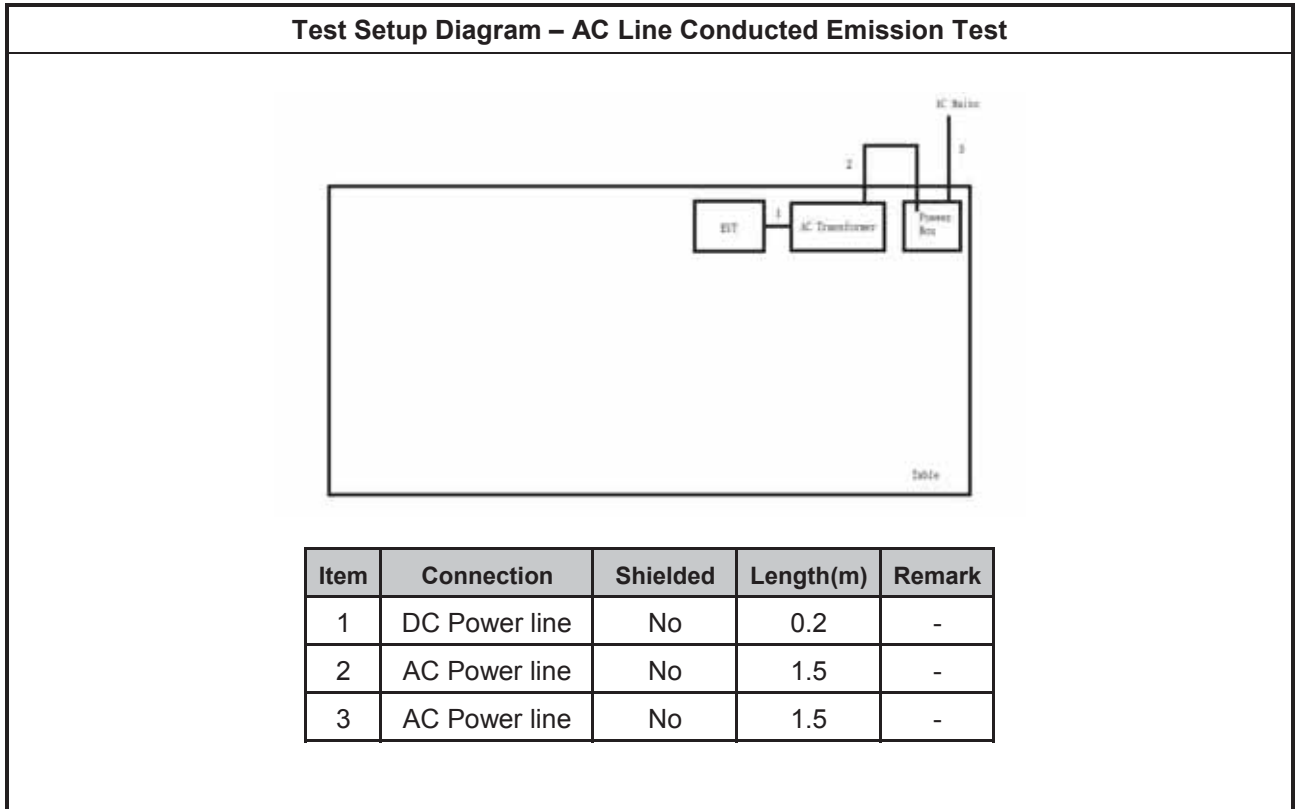 Test Setup Diagram – AC Line Conducted Emission Test
AC Mains
3
2
1
AC Transformer
Power
Box
Table
Item Connection Shielded Length(m) Remark
1 DC Power line No 0.2 -
2 AC Power line No 1.5 -
3 AC Power line No 1.5 -